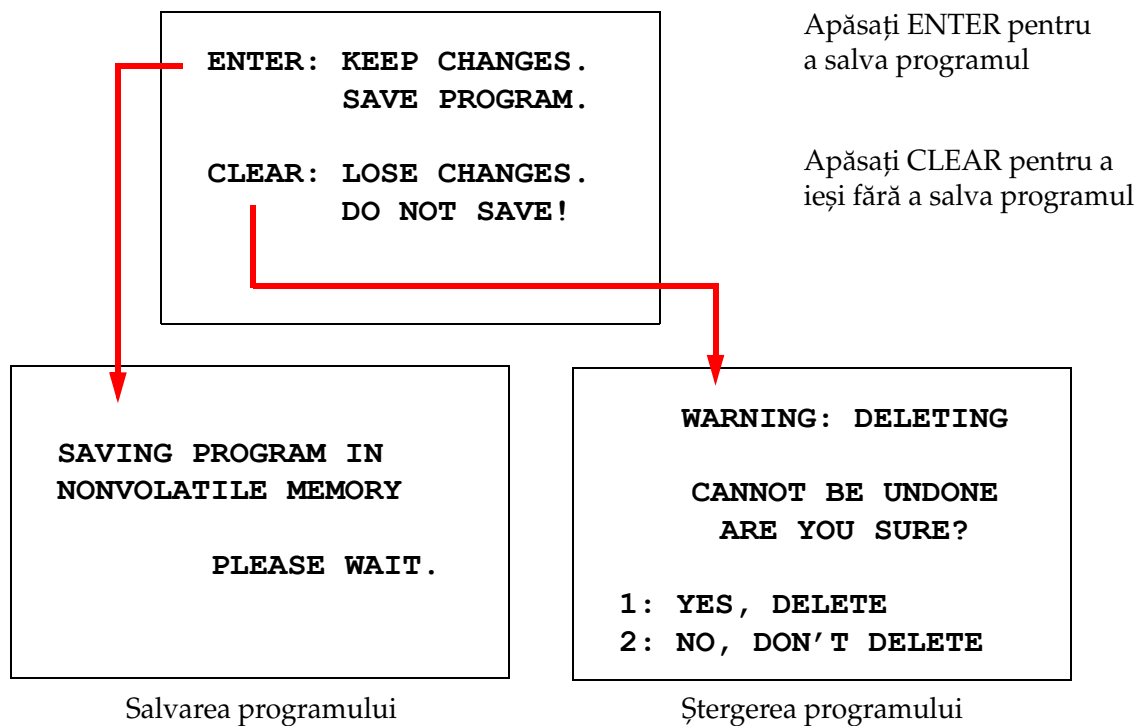 ENTER: KEEP CHANGES.
SAVE PROGRAM.
CLEAR: LOSE CHANGES.
DO NOT SAVE!
Apăsați ENTER pentru
a salva programul
Apăsați CLEAR pentru a
ieși fără a salva programul
SAVING PROGRAM IN
NONVOLATILE MEMORY
PLEASE WAIT.
Salvarea programului
WARNING: DELETING
CANNOT BE UNDONE
ARE YOU SURE?
1: YES, DELETE
2: NO, DON’T DELETE
Ștergerea programului